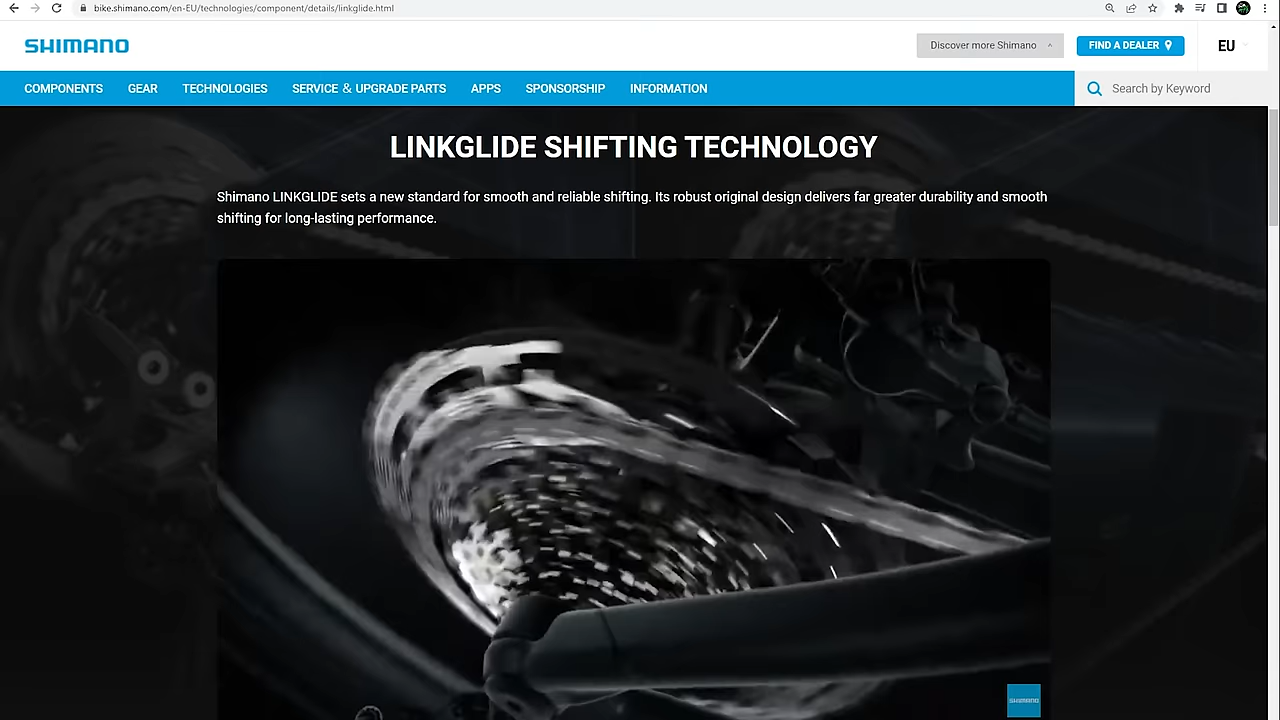 bike.shimano.com/en-EU/technologies/component/details/linkglide.html
SHIMANO
Discover more Shimano
FIND A DEALER
EU
COMPONENTS GEAR TECHNOLOGIES SERVICE & UPGRADE PARTS APPS SPONSORSHIP INFORMATION
Search by Keyword
LINKGLIDE SHIFTING TECHNOLOGY
Shimano LINKGLIDE sets a new standard for smooth and reliable shifting. Its robust original design delivers far greater durability and smooth
shifting for long-lasting performance.
SHIMANO